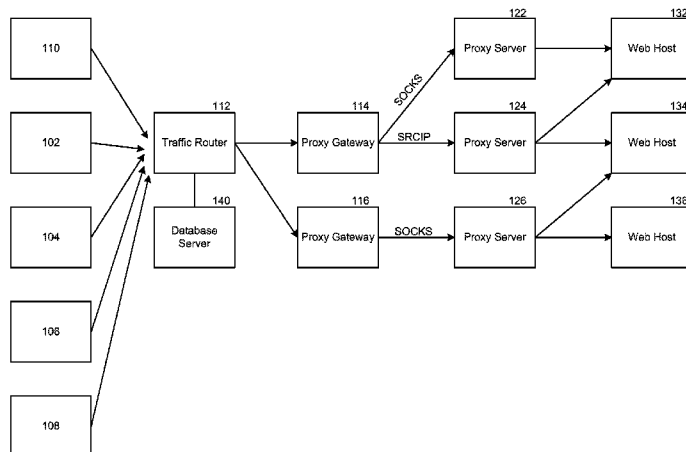 122
132
110
Proxy Server
Web Host
SOCKS
112
114
124
134
102
Traffic Router
Proxy Gateway
SRCIP
Proxy Server
Web Host
140
116
126
138
104
Database
Server
Proxy Gateway
SOCKS
Proxy Server
Web Host
106
108